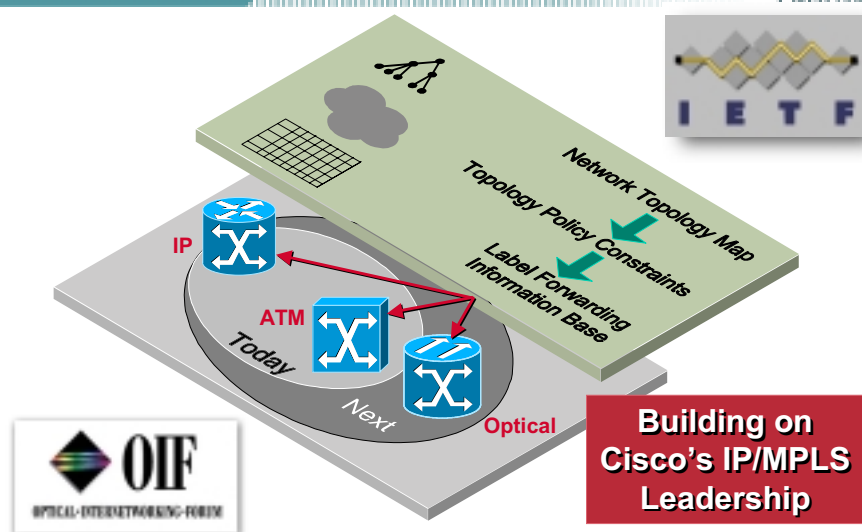 IETF
Network Topology Map
Topology Policy Constraints
Label Forwarding
Information Base
IP
ATM
Today
Next
Optical
OIF
OPTICAL•INTERNETWORKING•FORUM
Building on
Cisco's IP/MPLS
Leadership